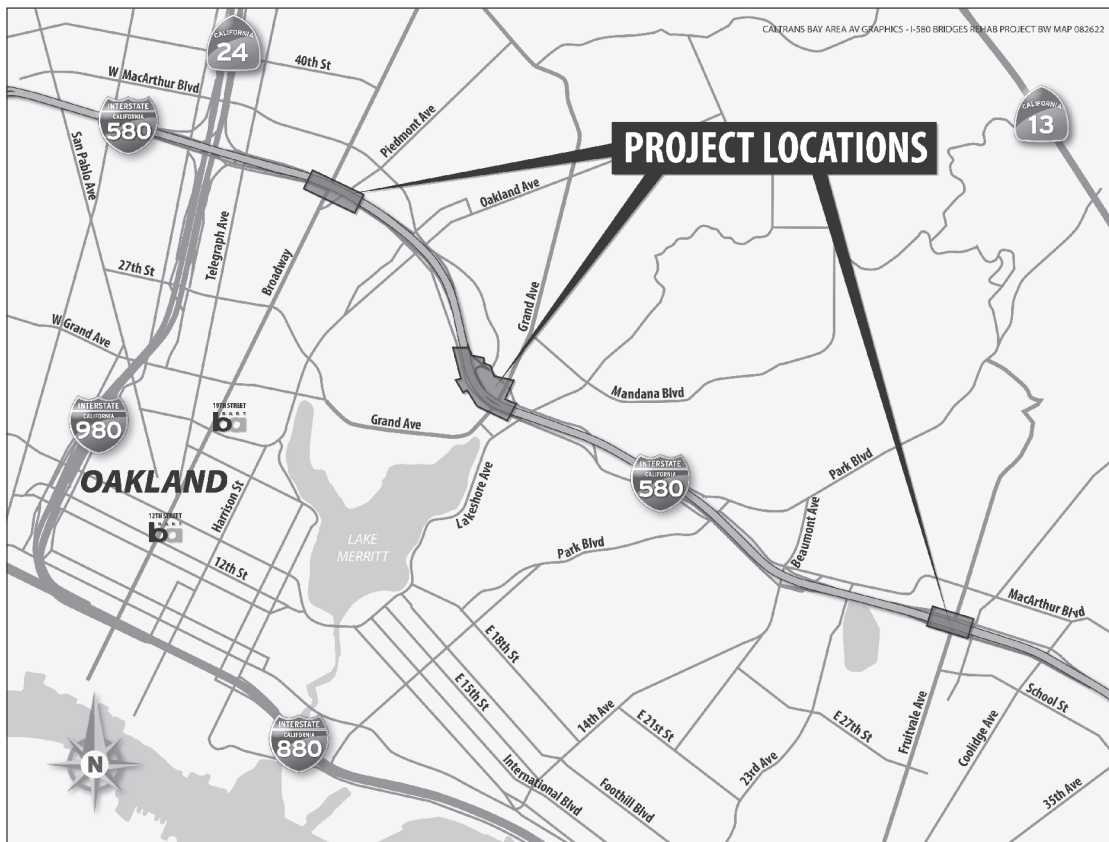 CALTRANS BAY AREA AV GRAPHICS - I-580 BRIDGES REHAB PROJECT BW MAP 082622
CALIFORNIA
24
40th St
W MacArthur Blvd
INTERSTATE
CALIFORNIA
580
San Pablo Ave
Piedmont Ave
CALIFORNIA
13
PROJECT LOCATIONS
Oakland Ave
Telegraph Ave
Broadway
27th St
Grand Ave
W Grand Ave
Mandana Blvd
INTERSTATE
CALIFORNIA
980
19TH STREET
BART
ba
Grand Ave
OAKLAND
Harrison St
Lakeshore Ave
INTERSTATE
CALIFORNIA
580
Park Blvd
12TH STREET
BART
ba
LAKE
MERRITT
Beaumont Ave
Park Blvd
12th St
MacArthur Blvd
E 18th St
E 15th St
School St
14th Ave
E 21st St
E 27th St
Fruitvale Ave
Coolidge Ave
INTERSTATE
CALIFORNIA
880
N
International Blvd
Foothill Blvd
23rd Ave
35th Ave